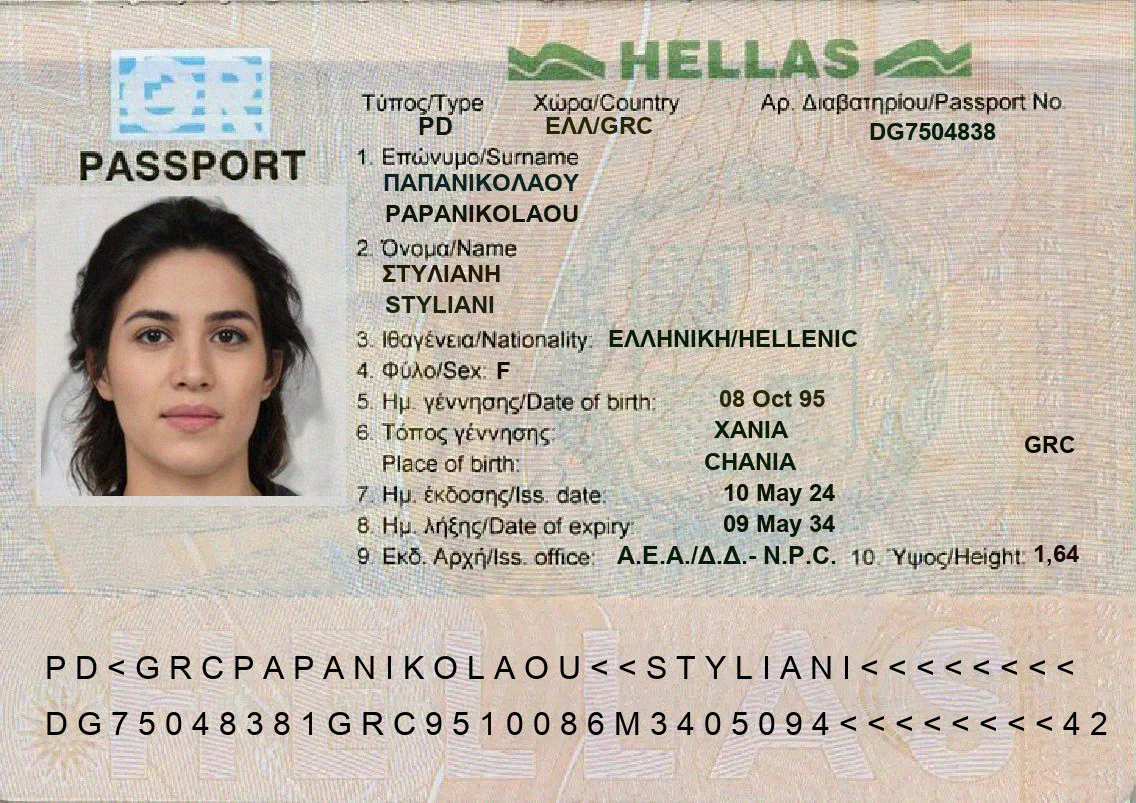 GR
HELLAS
PASSPORT
Τύπος/Type Χώρα/Country Αρ. Διαβατηρίου/Passport No.
PD ΕΛΛ/GRC DG7504838
1. Επώνυμο/Surname
ΠΑΠΑΝΙΚΟΛΑΟΥ
PAPANIKOLAOU
2. Όνομα/Name
ΣΤΥΛΙΑΝΗ
STYLIANI
3. Ιθαγένεια/Nationality: ΕΛΛΗΝΙΚΗ/HELLENIC
4. Φύλο/Sex: F
5. Ημ. γέννησης/Date of birth: 08 Oct 95
6. Τόπος γέννησης: ΧΑΝΙΑ
Place of birth: CHANIA GRC
7. Ημ. έκδοσης/Iss. date: 10 May 24
8. Ημ. λήξης/Date of expiry: 09 May 34
9 Εκδ. Αρχή/Iss. office: Α.Ε.Α./Δ.Δ.- N.P.C. 10. Ύψος/Height: 1,64
HELLAS
PD<GRCPAPANIKOLAOU<<STYLIANI<<<<<<<<
DG75048381GRC9510086M3405094<<<<<<<<42